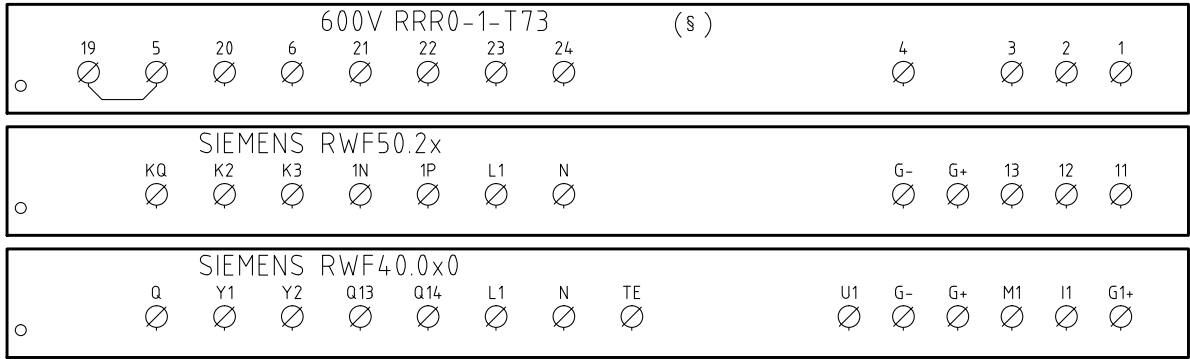 600V RRR0-1-T73 (§)
19 5 20 6 21 22 23 24 4 3 2 1
SIEMENS RWF50.2x
KQ K2 K3 1N 1P L1 N G- G+ 13 12 11
SIEMENS RWF40.0x0
Q Y1 Y2 Q13 Q14 L1 N TE U1 G- G+ M1 I1 G1+